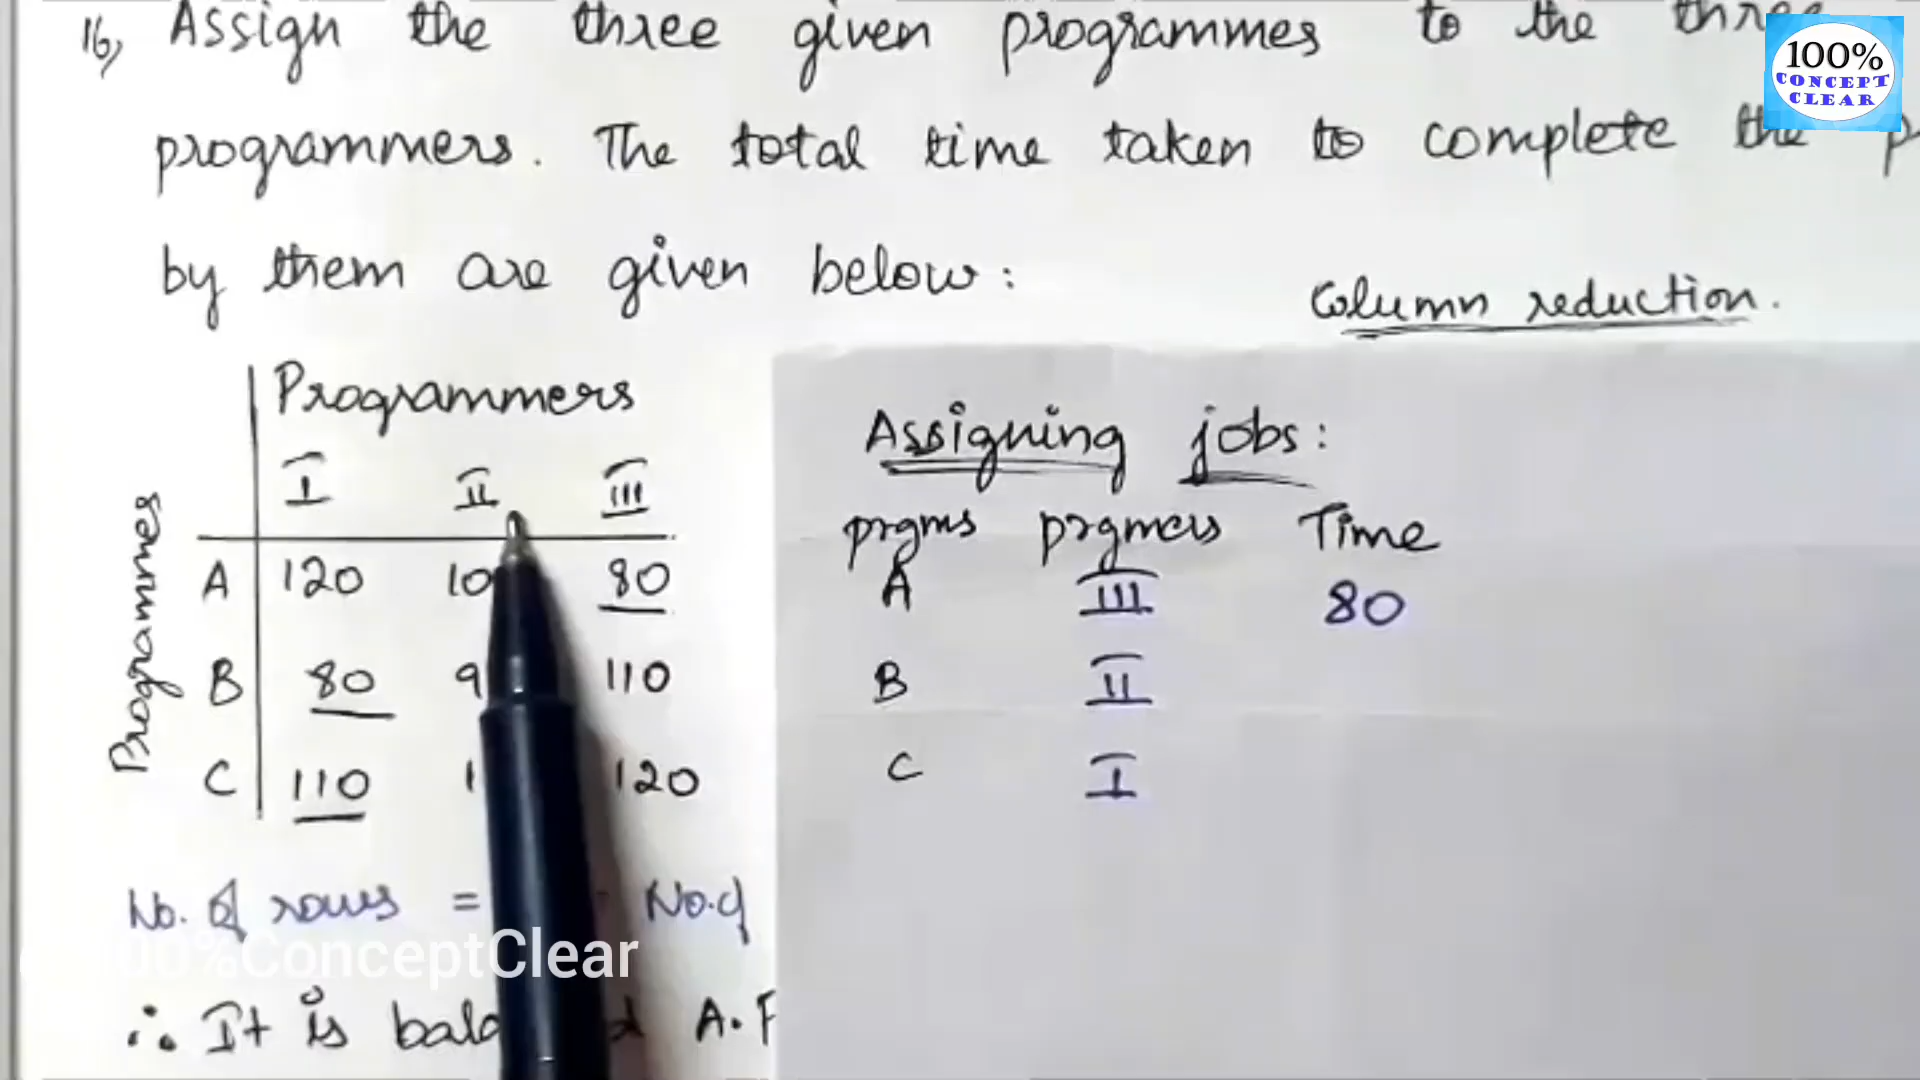 16, Assign the three given programmes to the three
programmers. The total time taken to complete the
by them are given below:
Column reduction.
Programmers
I II III
Programmes
A 120 80
B 80 110
C 110 120
No. of rows = No.of
∴ It is A.
Assigning jobs:
prgms prgmers Time
A III 80
B II
C I
100%ConceptClear
100%
CONCEPT
CLEAR